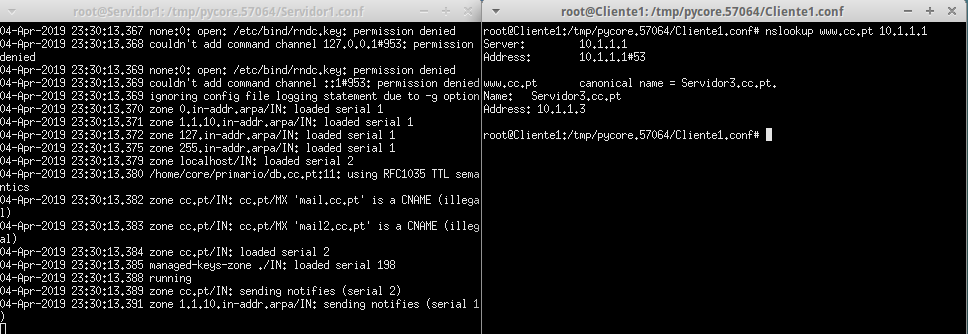 root@Servidor1: /tmp/pycore.57064/Servidor1.conf
04-Apr-2019 23:30:13.367 none:0: open: /etc/bind/rndc.key: permission denied
04-Apr-2019 23:30:13.368 couldn't add command channel 127.0.0.1#953: permission
denied
04-Apr-2019 23:30:13.369 none:0: open: /etc/bind/rndc.key: permission denied
04-Apr-2019 23:30:13.369 couldn't add command channel ::1#953: permission denied
04-Apr-2019 23:30:13.369 ignoring config file logging statement due to -g option
04-Apr-2019 23:30:13.370 zone 0.in-addr.arpa/IN: loaded serial 1
04-Apr-2019 23:30:13.371 zone 1.1.10.in-addr.arpa/IN: loaded serial 1
04-Apr-2019 23:30:13.372 zone 127.in-addr.arpa/IN: loaded serial 1
04-Apr-2019 23:30:13.375 zone 255.in-addr.arpa/IN: loaded serial 1
04-Apr-2019 23:30:13.379 zone localhost/IN: loaded serial 2
04-Apr-2019 23:30:13.380 /home/core/primario/db.cc.pt:11: using RFC1035 TTL sema
ntics
04-Apr-2019 23:30:13.382 zone cc.pt/IN: cc.pt/MX 'mail.cc.pt' is a CNAME (illega
l)
04-Apr-2019 23:30:13.383 zone cc.pt/IN: cc.pt/MX 'mail2.cc.pt' is a CNAME (illeg
al)
04-Apr-2019 23:30:13.384 zone cc.pt/IN: loaded serial 2
04-Apr-2019 23:30:13.385 managed-keys-zone ./IN: loaded serial 198
04-Apr-2019 23:30:13.388 running
04-Apr-2019 23:30:13.389 zone cc.pt/IN: sending notifies (serial 2)
04-Apr-2019 23:30:13.391 zone 1.1.10.in-addr.arpa/IN: sending notifies (serial 1
)
root@Cliente1: /tmp/pycore.57064/Cliente1.conf
root@Cliente1:/tmp/pycore.57064/Cliente1.conf# nslookup www.cc.pt 10.1.1.1
Server: 10.1.1.1
Address: 10.1.1.1#53
www.cc.pt canonical name = Servidor3.cc.pt.
Name: Servidor3.cc.pt
Address: 10.1.1.3
root@Cliente1:/tmp/pycore.57064/Cliente1.conf#